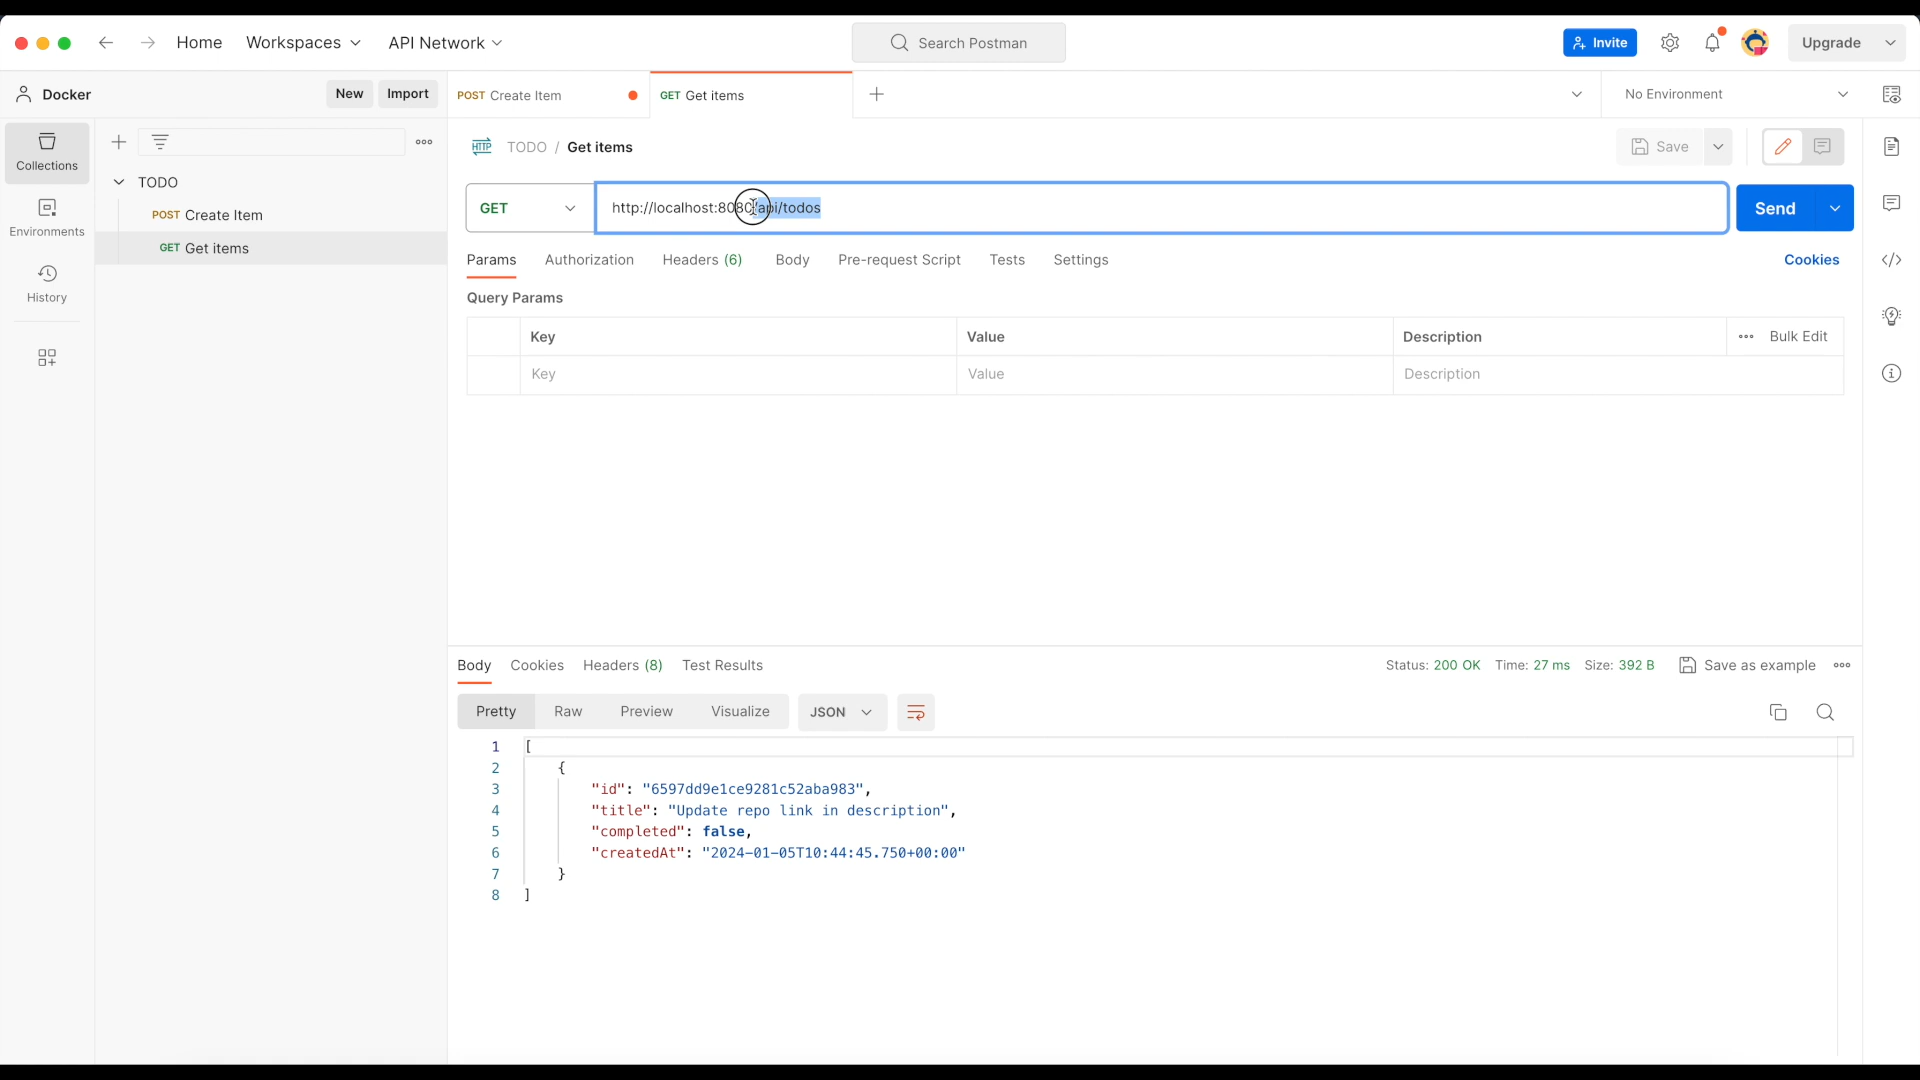 Home Workspaces API Network Search Postman Invite Upgrade
Docker New Import POST Create Item GET Get items No Environment
Collections
Environments
History
TODO
POST Create Item
GET Get items
HTTP TODO / Get items Save
GET http://localhost:8080/api/todos Send
Params Authorization Headers (6) Body Pre-request Script Tests Settings Cookies
Query Params
Key Value Description Bulk Edit
Key Value Description
Body Cookies Headers (8) Test Results Status: 200 OK Time: 27 ms Size: 392 B Save as example
Pretty Raw Preview Visualize JSON
1 [
2 {
3 "id": "6597dd9e1ce9281c52aba983",
4 "title": "Update repo link in description",
5 "completed": false,
6 "createdAt": "2024-01-05T10:44:45.750+00:00"
7 }
8 ]